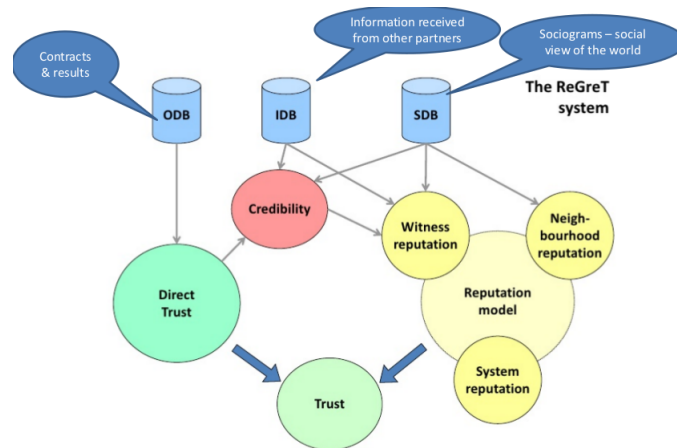 Contracts
& results
Information received
from other partners
Sociograms – social
view of the world
The ReGreT
system
ODB
IDB
SDB
Credibility
Witness
reputation
Neigh-
bourhood
reputation
Direct
Trust
Reputation
model
System
reputation
Trust